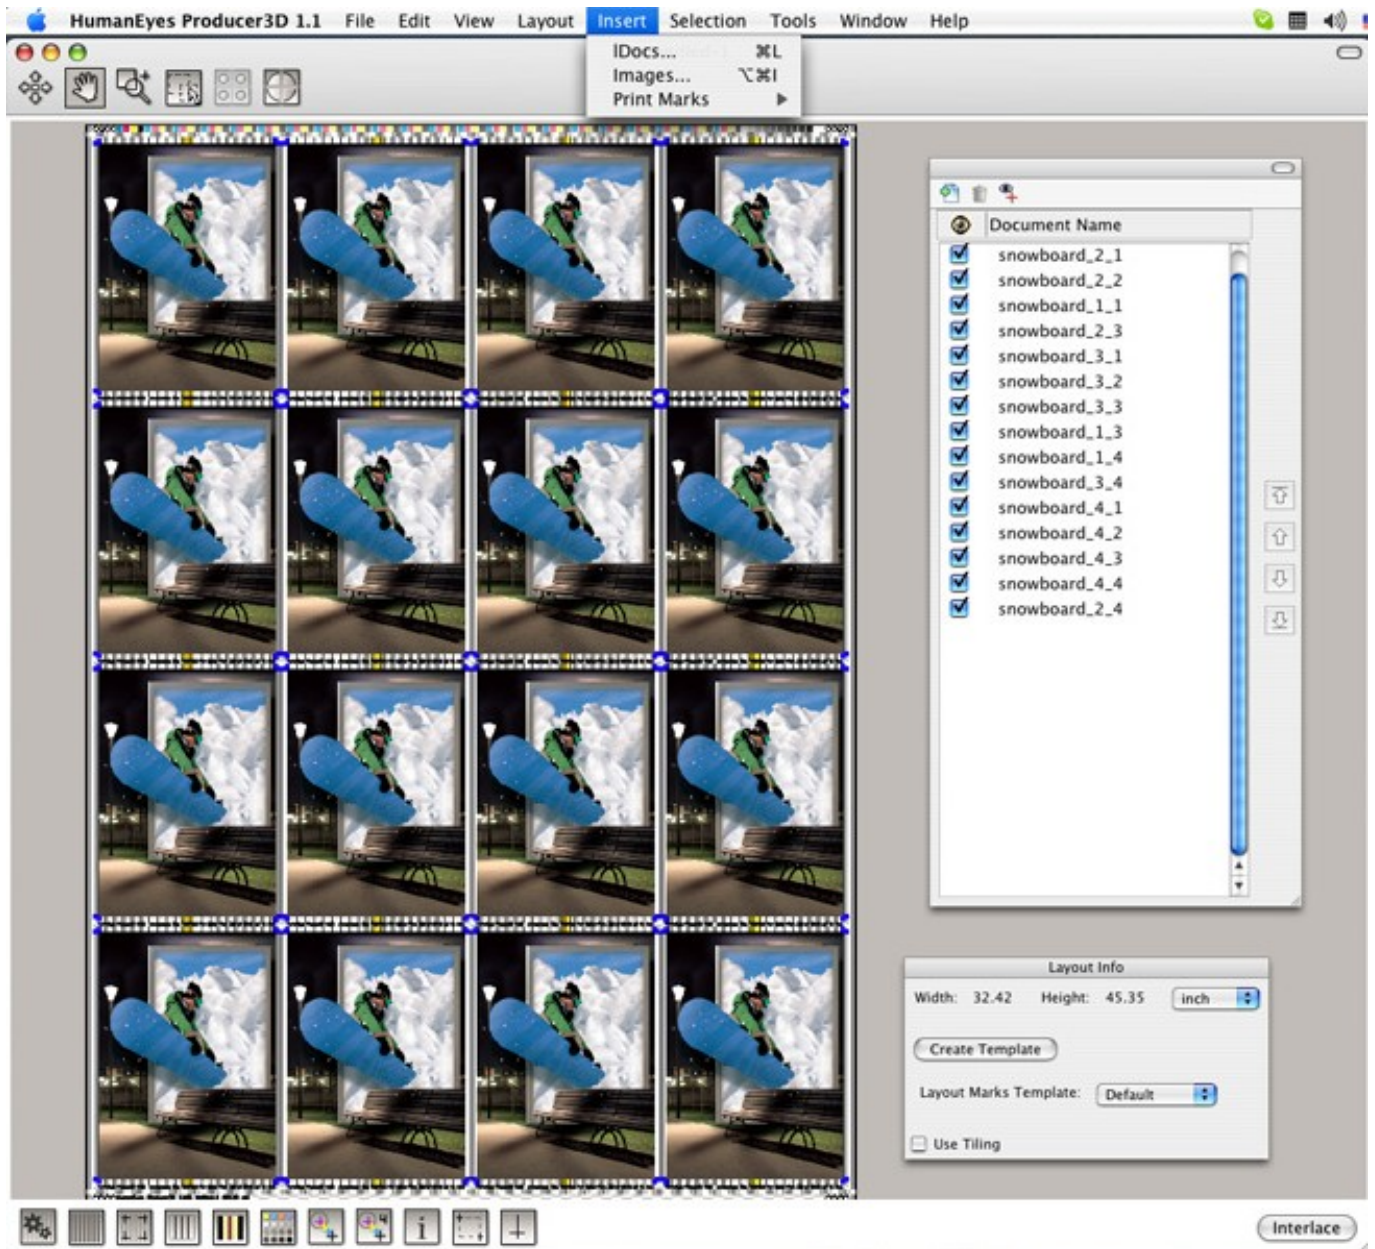 HumanEyes Producer3D 1.1 File Edit View Layout Insert Selection Tools Window Help
IDocs... ⌘L
Images... ⌥⌘I
Print Marks
Document Name
snowboard_2_1
snowboard_2_2
snowboard_1_1
snowboard_2_3
snowboard_3_1
snowboard_3_2
snowboard_3_3
snowboard_1_3
snowboard_1_4
snowboard_3_4
snowboard_4_1
snowboard_4_2
snowboard_4_3
snowboard_4_4
snowboard_2_4
Layout Info
Width: 32.42 Height: 45.35 inch
Create Template
Layout Marks Template: Default
Use Tiling
Interlace